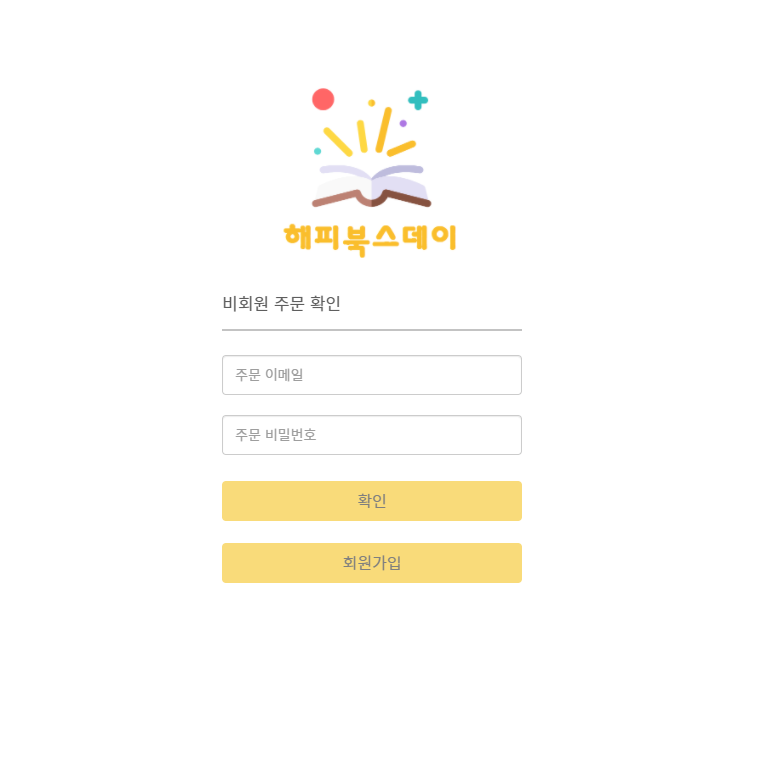 해피북스데이
비회원 주문 확인
주문 이메일
주문 비밀번호
확인
회원가입